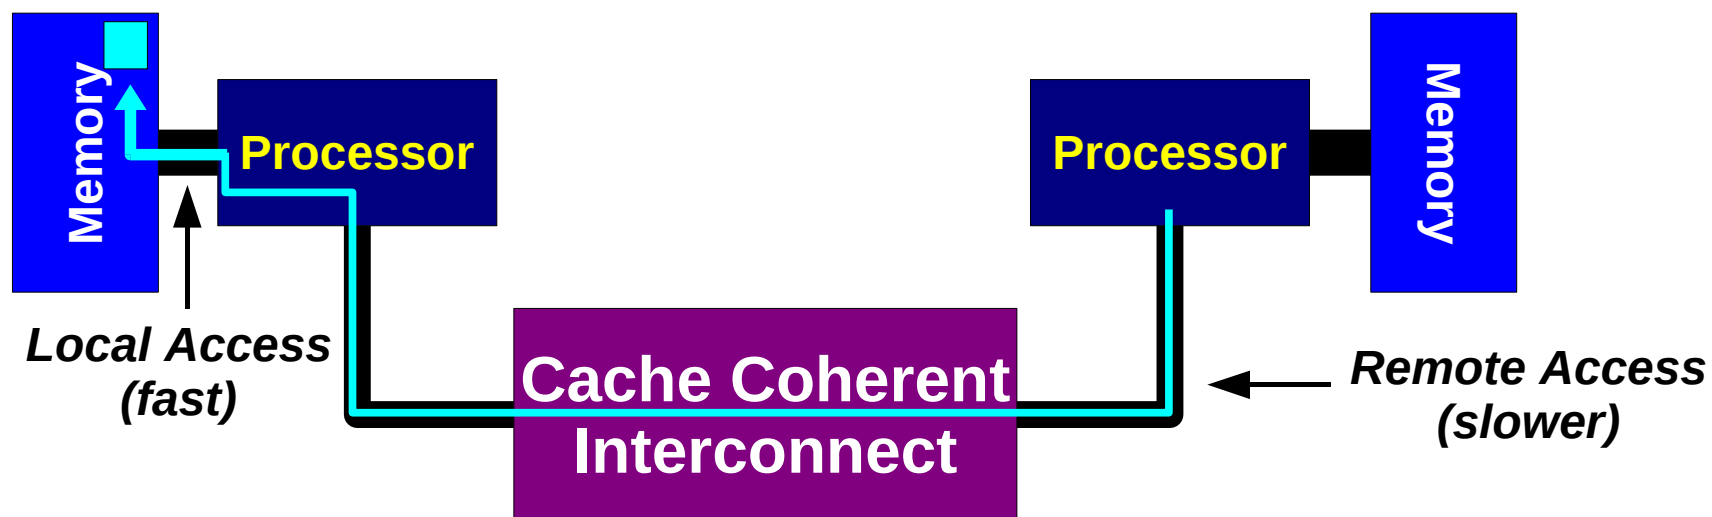 Memory
Processor
Processor
Memory
Local Access
(fast)
Cache Coherent
Interconnect
Remote Access
(slower)